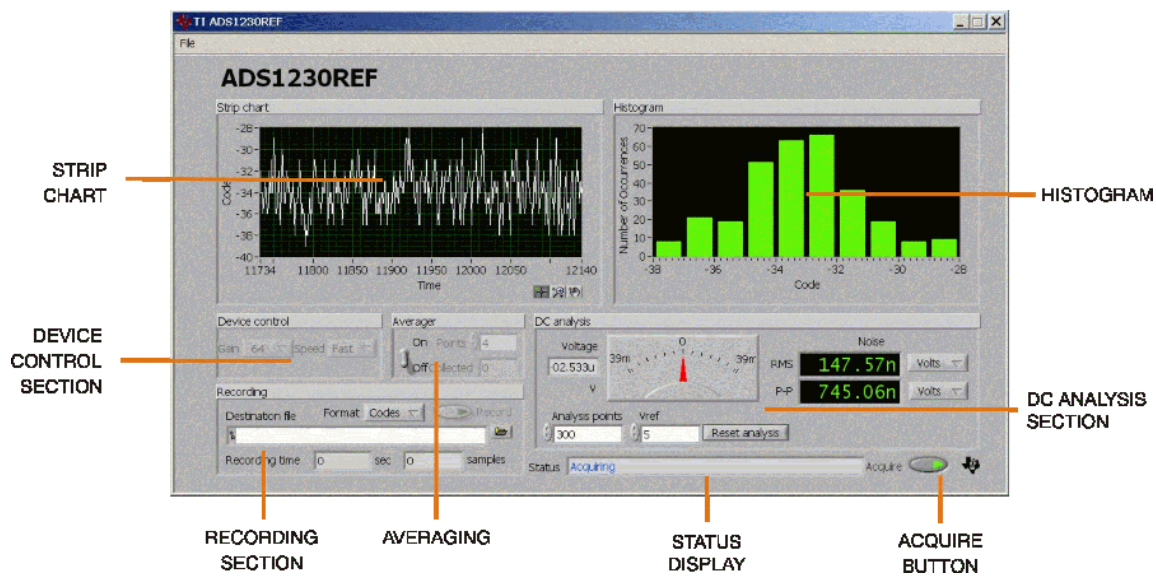 TI ADS1230REF
File
ADS1230REF
Strip chart
Histogram
-28
-30
-32
-34
-36
-38
-40
Code
11734
11800
11850
11900
11950
12000
12050
12140
Time
70
60
50
40
30
20
10
0
Number of Occurrences
-38
-36
-34
-32
-30
-28
Code
STRIP
CHART
HISTOGRAM
Device control
Gain 64 Speed Fast
Averager
On Points 4
Off Collected 0
DC analysis
Voltage
-02.533u
V
39m 0 39m
Noise
RMS 147.57n Volts
P-P 745.06n Volts
Analysis points Vref
300 5 Reset analysis
DEVICE
CONTROL
SECTION
DC ANALYSIS
SECTION
Recording
Destination file Format Codes Record
Recording time 0 sec 0 samples
Status Acquiring Acquire
RECORDING
SECTION
AVERAGING
STATUS
DISPLAY
ACQUIRE
BUTTON